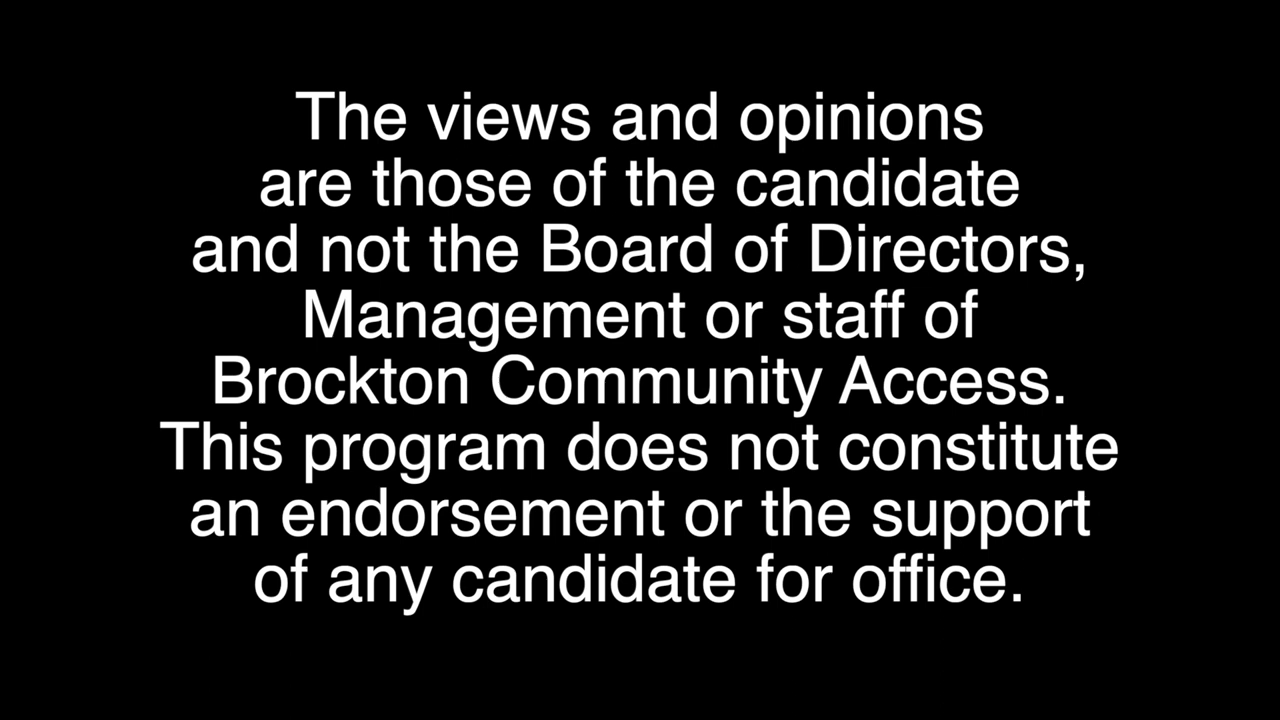 The views and opinions
are those of the candidate
and not the Board of Directors,
Management or staff of
Brockton Community Access.
This program does not constitute
an endorsement or the support
of any candidate for office.